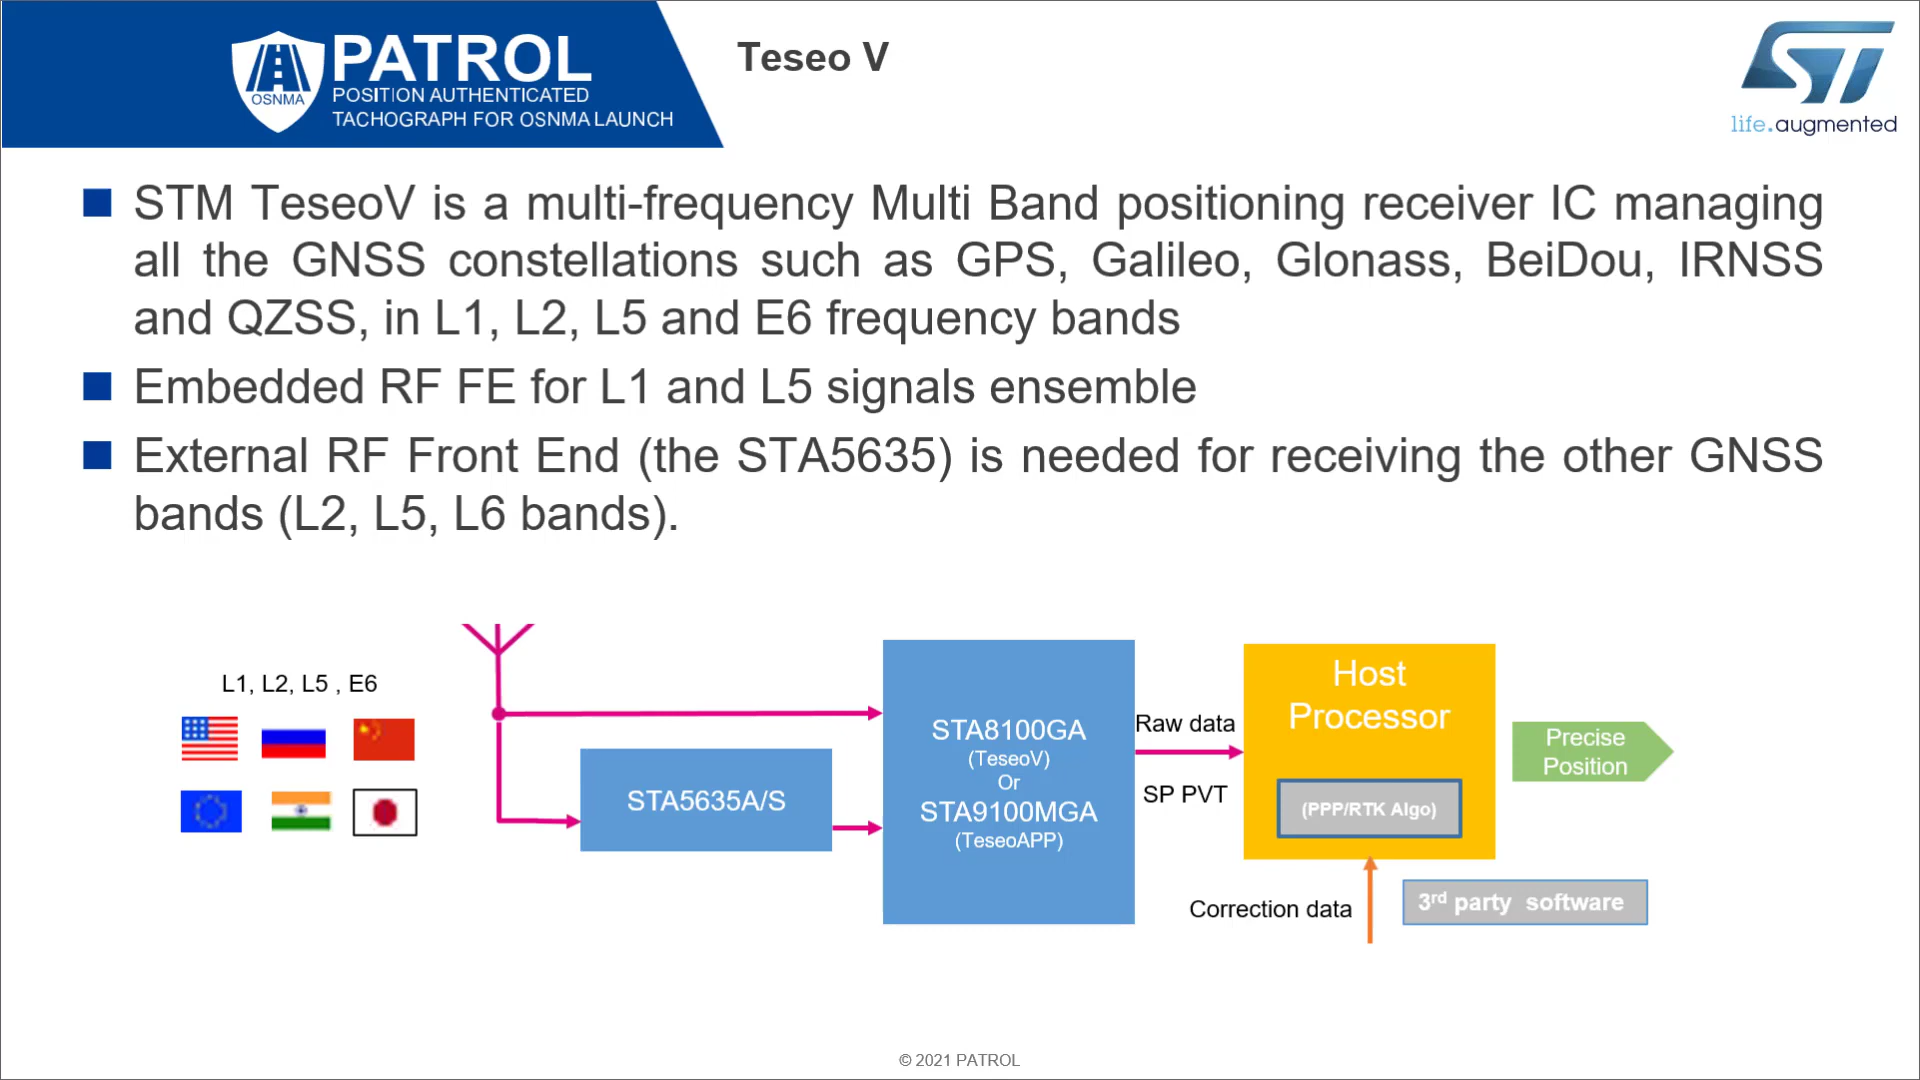 OSNMA
PATROL
POSITION AUTHENTICATED
TACHOGRAPH FOR OSNMA LAUNCH
Teseo V
ST
life.augmented
STM TeseoV is a multi-frequency Multi Band positioning receiver IC managing
all the GNSS constellations such as GPS, Galileo, Glonass, BeiDou, IRNSS
and QZSS, in L1, L2, L5 and E6 frequency bands
Embedded RF FE for L1 and L5 signals ensemble
External RF Front End (the STA5635) is needed for receiving the other GNSS
bands (L2, L5, L6 bands).
L1, L2, L5 , E6
STA5635A/S
STA8100GA
(TeseoV)
Or
STA9100MGA
(TeseoAPP)
Raw data
SP PVT
Host
Processor
(PPP/RTK Algo)
Precise
Position
Correction data
3rd party software
© 2021 PATROL